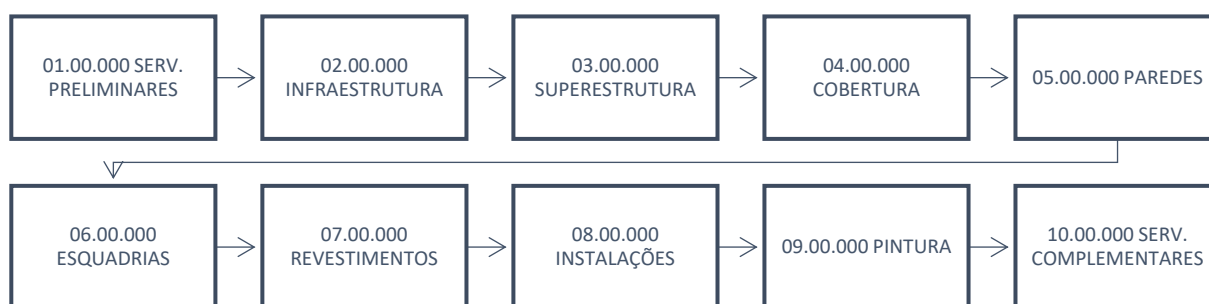 01.00.000 SERV.
PRELIMINARES
02.00.000
INFRAESTRUTURA
03.00.000
SUPERESTRUTURA
04.00.000
COBERTURA
05.00.000 PAREDES
06.00.000
ESQUADRIAS
07.00.000
REVESTIMENTOS
08.00.000
INSTALAÇÕES
09.00.000 PINTURA
10.00.000 SERV.
COMPLEMENTARES